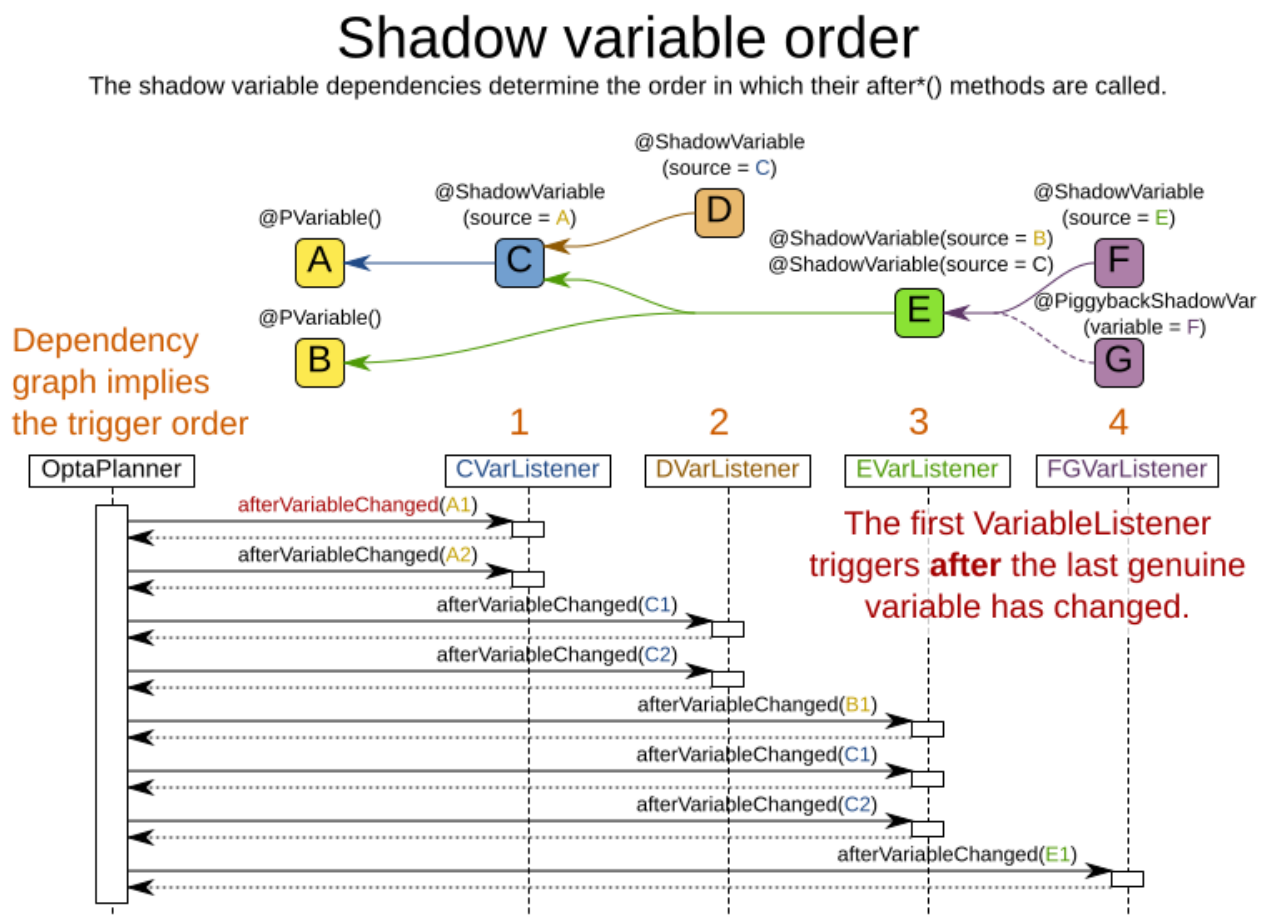 Shadow variable order
The shadow variable dependencies determine the order in which their after*() methods are called.
@ShadowVariable
(source = C)
@ShadowVariable
(source = A)
@ShadowVariable
(source = E)
@PVariable()
D
@ShadowVariable(source = B)
@ShadowVariable(source = C)
A
C
F
@PiggybackShadowVar
(variable = F)
E
@PVariable()
B
G
Dependency
graph implies
the trigger order
1
2
3
4
OptaPlanner
CVarListener
DVarListener
EVarListener
FGVarListener
afterVariableChanged(A1)
afterVariableChanged(A2)
The first VariableListener
triggers after the last genuine
variable has changed.
afterVariableChanged(C1)
afterVariableChanged(C2)
afterVariableChanged(B1)
afterVariableChanged(C1)
afterVariableChanged(C2)
afterVariableChanged(E1)